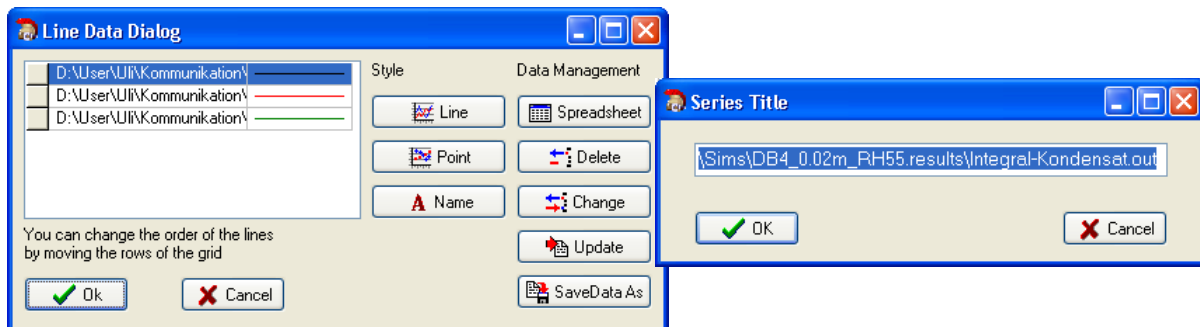 Line Data Dialog
D:\User\Uli\Kommunikation\
D:\User\Uli\Kommunikation\
D:\User\Uli\Kommunikation\
Style
Line
Point
Name
Data Management
Spreadsheet
Delete
Change
Update
SaveData As
You can change the order of the lines
by moving the rows of the grid
Ok
Cancel
Series Title
\Sims\DB4_0.02m_RH55.results\Integral-Kondensat.out
OK
Cancel